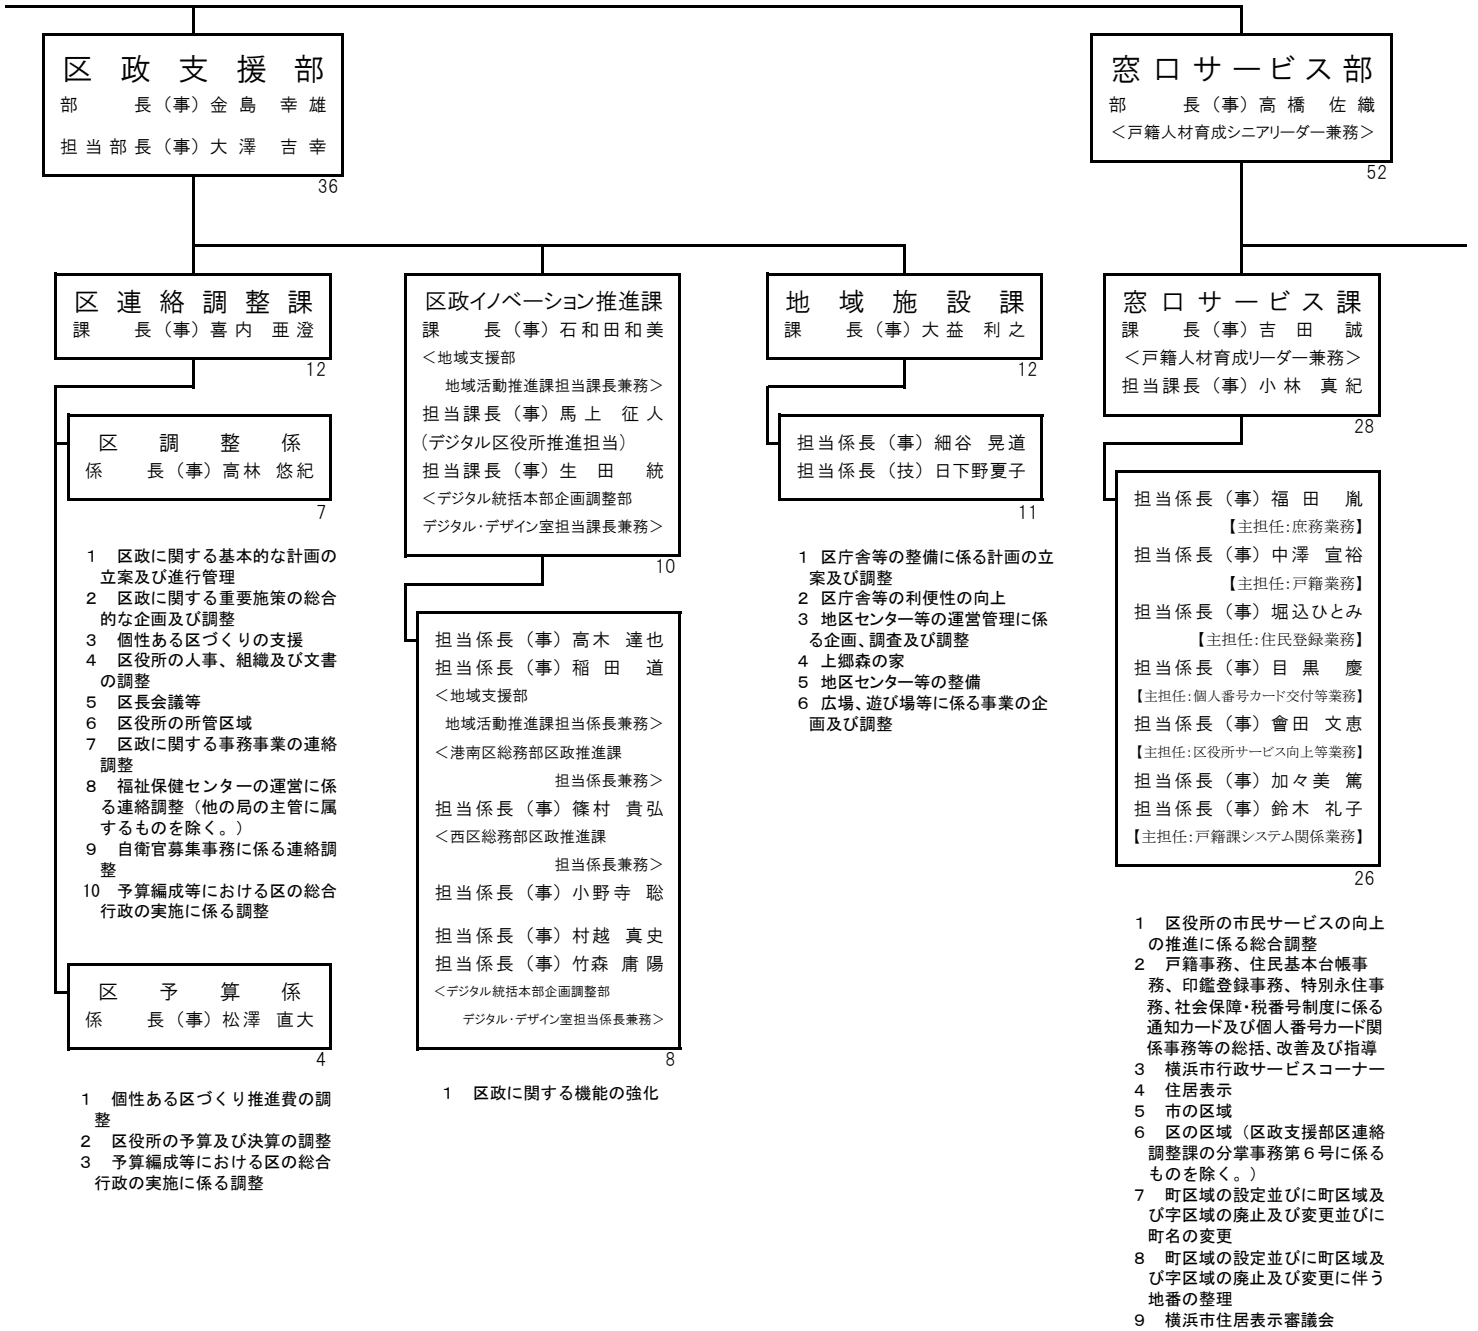 区政支援部
部長（事）金島 幸雄
担当部長（事）大澤 吉幸
36
区連絡調整課
課長（事）喜内 亜澄
12
区調整係
係長（事）高林 悠紀
7
1 区政に関する基本的な計画の
立案及び進行管理
2 区政に関する重要施策の総合
的な企画及び調整
3 個性ある区づくりの支援
4 区役所の人事、組織及び文書
の調整
5 区長会議等
6 区役所の所管区域
7 区政に関する事務事業の連絡
調整
8 福祉保健センターの運営に係
る連絡調整（他の局の主管に属
するものを除く。）
9 自衛官募集事務に係る連絡調
整
10 予算編成等における区の総合
行政の実施に係る調整
区予算係
係長（事）松澤 直大
4
1 個性ある区づくり推進費の調
整
2 区役所の予算及び決算の調整
3 予算編成等における区の総合
行政の実施に係る調整
区政イノベーション推進課
課長（事）石和田和美
＜地域支援部
地域活動推進課担当課長兼務＞
担当課長（事）馬上 征人
（デジタル区役所推進担当）
担当課長（事）生田 統
＜デジタル統括本部企画調整部
デジタル・デザイン室担当課長兼務＞
10
担当係長（事）高木 達也
担当係長（事）稲田 道
＜地域支援部
地域活動推進課担当係長兼務＞
＜港南区総務部区政推進課
担当係長兼務＞
担当係長（事）篠村 貴弘
＜西区総務部区政推進課
担当係長兼務＞
担当係長（事）小野寺 聡
担当係長（事）村越 真史
担当係長（事）竹森 庸陽
＜デジタル統括本部企画調整部
デジタル・デザイン室担当係長兼務＞
8
1 区政に関する機能の強化
地域施設課
課長（事）大益 利之
12
担当係長（事）細谷 晃道
担当係長（技）日下野夏子
11
1 区庁舎等の整備に係る計画の立
案及び調整
2 区庁舎等の利便性の向上
3 地区センター等の運営管理に係
る企画、調査及び調整
4 上郷森の家
5 地区センター等の整備
6 広場、遊び場等に係る事業の企
画及び調整
窓口サービス部
部長（事）高橋 佐織
＜戸籍人材育成シニアリーダー兼務＞
52
窓口サービス課
課長（事）吉田 誠
＜戸籍人材育成リーダー兼務＞
担当課長（事）小林 真紀
28
担当係長（事）福田 胤
【主担任：庶務業務】
担当係長（事）中澤 宣裕
【主担任：戸籍業務】
担当係長（事）堀込ひとみ
【主担任：住民登録業務】
担当係長（事）目黒 慶
【主担任：個人番号カード交付等業務】
担当係長（事）會田 文恵
【主担任：区役所サービス向上等業務】
担当係長（事）加々美 篤
担当係長（事）鈴木 礼子
【主担任：戸籍課システム関係業務】
26
1 区役所の市民サービスの向上
の推進に係る総合調整
2 戸籍事務、住民基本台帳事
務、印鑑登録事務、特別永住事
務、社会保障・税番号制度に係る
通知カード及び個人番号カード関
係事務等の総括、改善及び指導
3 横浜市行政サービスコーナー
4 住居表示
5 市の区域
6 区の区域（区政支援部区連絡
調整課の分掌事務第６号に係る
ものを除く。）
7 町区域の設定並びに町区域及
び字区域の廃止及び変更並びに
町名の変更
8 町区域の設定並びに町区域及
び字区域の廃止及び変更に伴う
地番の整理
9 横浜市住居表示審議会